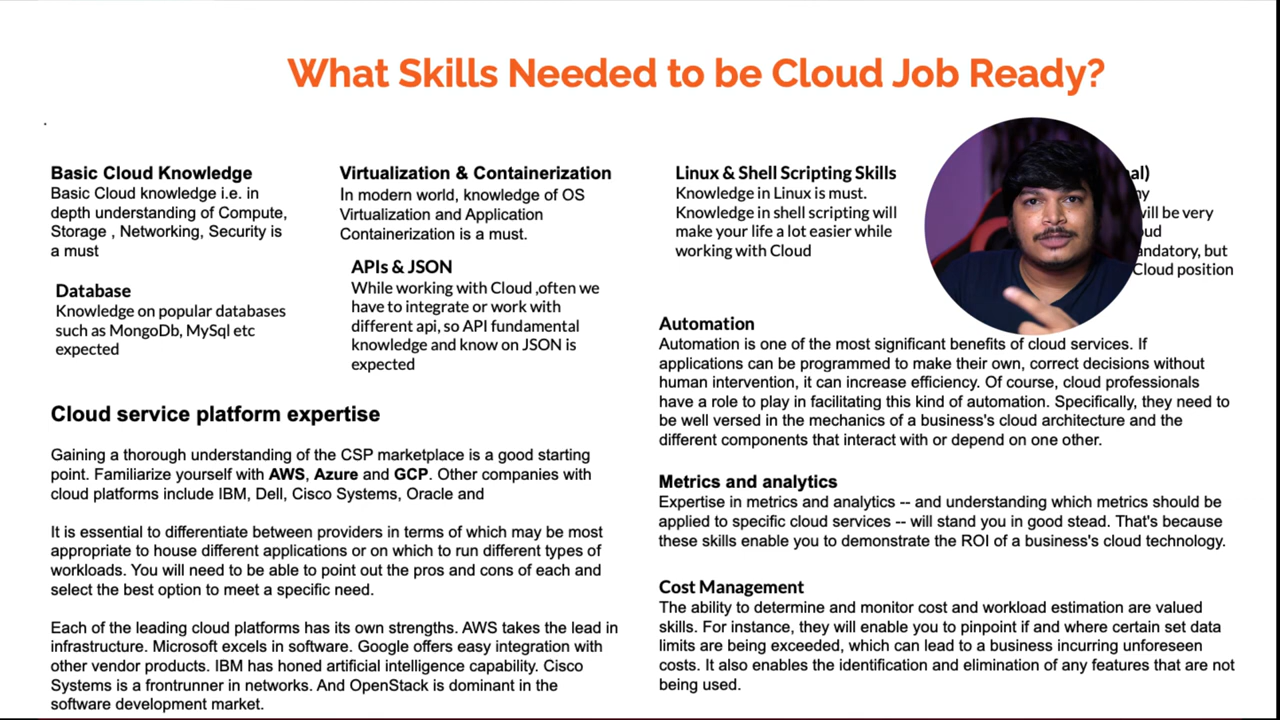 What Skills Needed to be Cloud Job Ready?
.
Basic Cloud Knowledge
Basic Cloud knowledge i.e. in
depth understanding of Compute,
Storage , Networking, Security is
a must
Database
Knowledge on popular databases
such as MongoDb, MySql etc
expected
Virtualization & Containerization
In modern world, knowledge of OS
Virtualization and Application
Containerization is a must.
APIs & JSON
While working with Cloud ,often we
have to integrate or work with
different api, so API fundamental
knowledge and know on JSON is
expected
Cloud service platform expertise
Gaining a thorough understanding of the CSP marketplace is a good starting
point. Familiarize yourself with AWS, Azure and GCP. Other companies with
cloud platforms include IBM, Dell, Cisco Systems, Oracle and
It is essential to differentiate between providers in terms of which may be most
appropriate to house different applications or on which to run different types of
workloads. You will need to be able to point out the pros and cons of each and
select the best option to meet a specific need.
Each of the leading cloud platforms has its own strengths. AWS takes the lead in
infrastructure. Microsoft excels in software. Google offers easy integration with
other vendor products. IBM has honed artificial intelligence capability. Cisco
Systems is a frontrunner in networks. And OpenStack is dominant in the
software development market.
Linux & Shell Scripting Skills
Knowledge in Linux is must.
Knowledge in shell scripting will
make your life a lot easier while
working with Cloud
will be very
but
Cloud position
Automation
Automation is one of the most significant benefits of cloud services. If
applications can be programmed to make their own, correct decisions without
human intervention, it can increase efficiency. Of course, cloud professionals
have a role to play in facilitating this kind of automation. Specifically, they need to
be well versed in the mechanics of a business's cloud architecture and the
different components that interact with or depend on one other.
Metrics and analytics
Expertise in metrics and analytics -- and understanding which metrics should be
applied to specific cloud services -- will stand you in good stead. That's because
these skills enable you to demonstrate the ROI of a business's cloud technology.
Cost Management
The ability to determine and monitor cost and workload estimation are valued
skills. For instance, they will enable you to pinpoint if and where certain set data
limits are being exceeded, which can lead to a business incurring unforeseen
costs. It also enables the identification and elimination of any features that are not
being used.